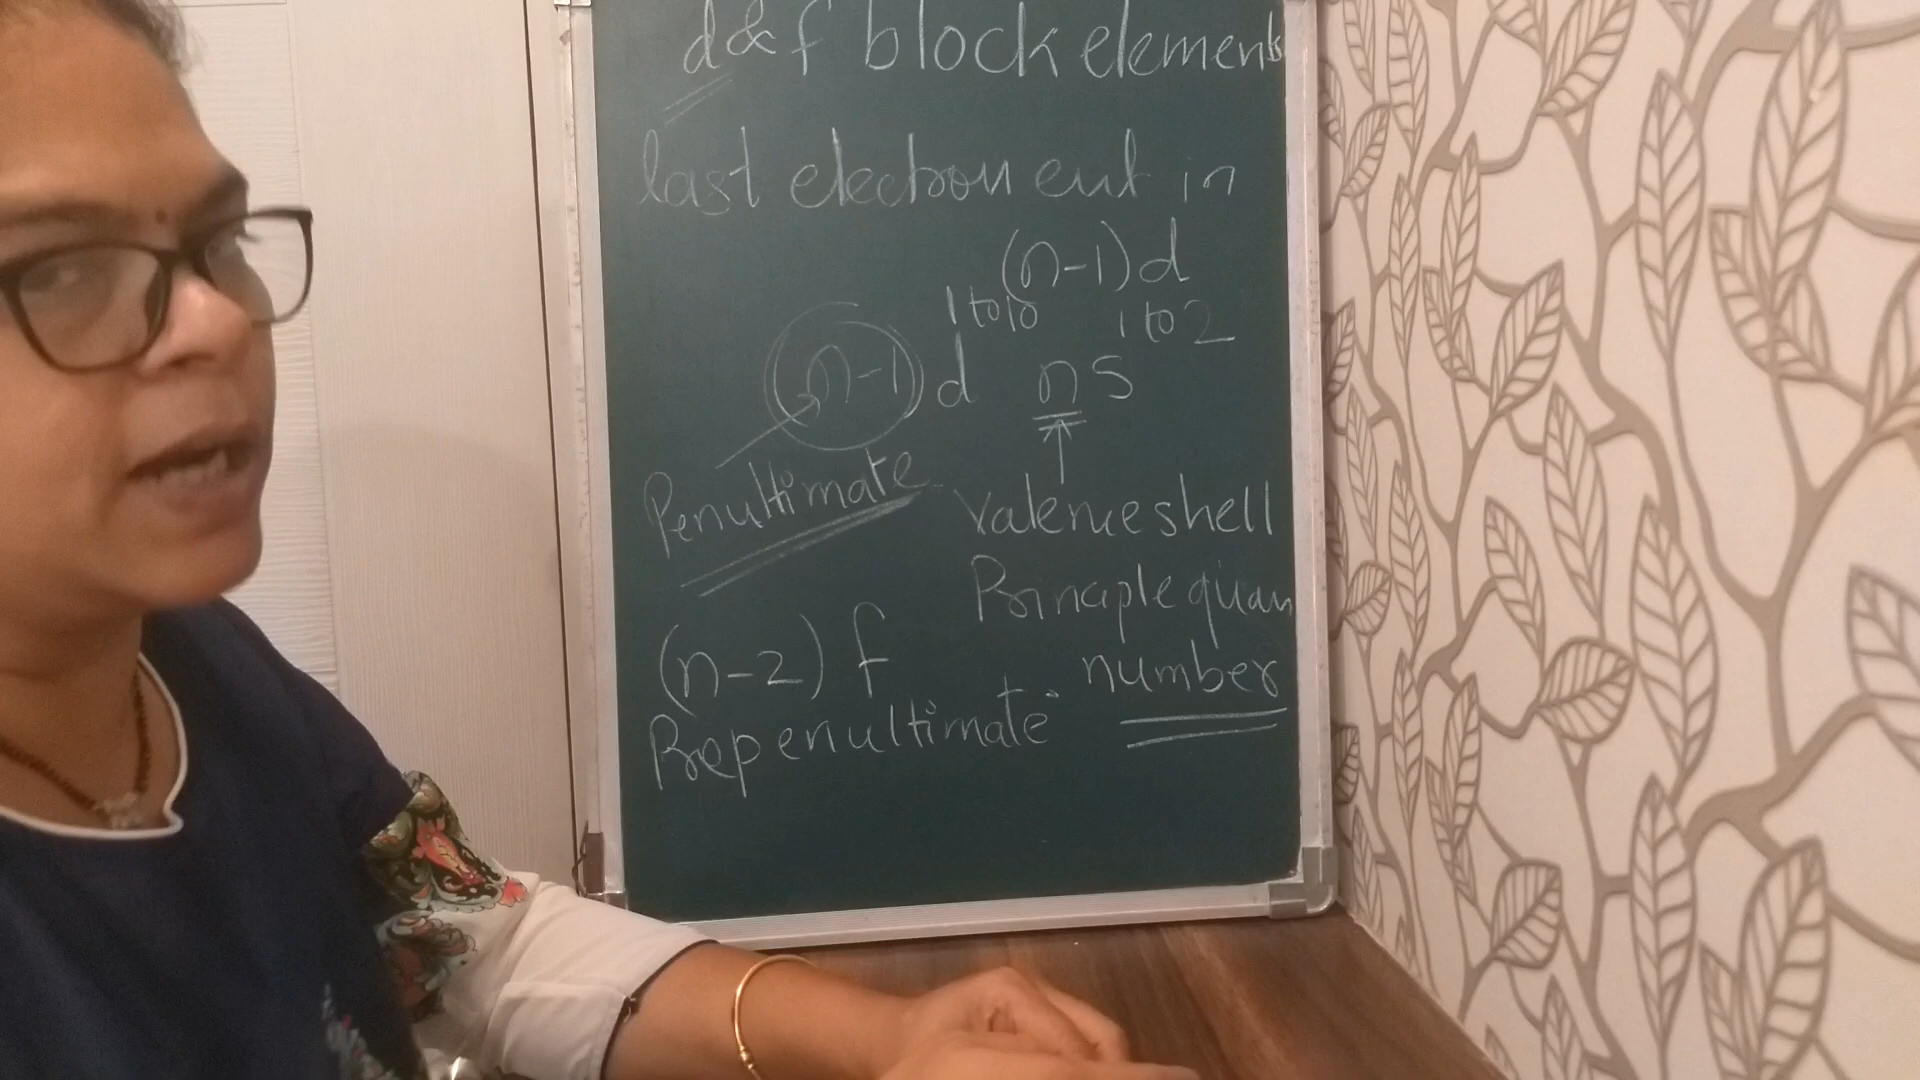 d & f block elements
last electron ent in
(n-1) d
1 to 10 1 to 2
(n-1) d n s
Penultimate
Valence shell
Principle quan
number
(n-2) f
Prepenultimate